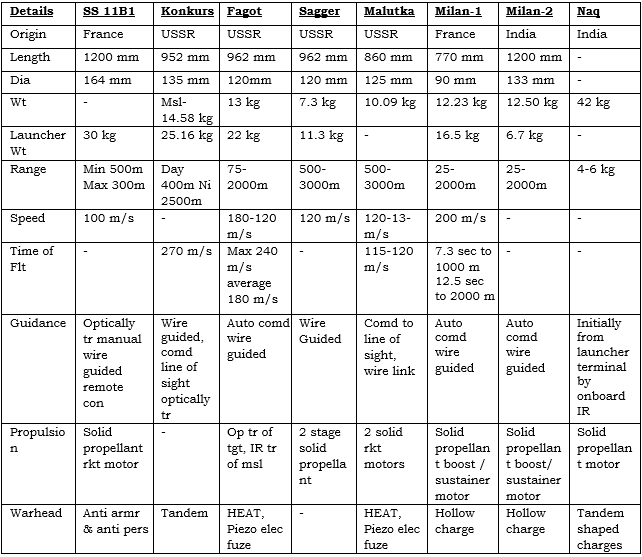 Details SS 11B1 Konkurs Fagot Sagger Malutka Milan-1 Milan-2 Naq
Origin France USSR USSR USSR USSR France India India
Length 1200 mm 952 mm 962 mm 962 mm 860 mm 770 mm 1200 mm -
Dia 164 mm 135 mm 120mm 120 mm 125 mm 90 mm 133 mm -
Wt - Msl- 13 kg 7.3 kg 10.09 kg 12.23 kg 12.50 kg 42 kg
14.58 kg
Launcher 30 kg 25.16 kg 22 kg 11.3 kg - 16.5 kg 6.7 kg -
Wt
Range Min 500m Day 75- 500- 500- 25- 25- 4-6 kg
Max 300m 400m Ni 2000m 3000m 3000m 2000m 2000m
2500m
Speed 100 m/s - 180-120 120 m/s 120-13- 200 m/s - -
m/s m/s
Time of - 270 m/s Max 240 - 115-120 7.3 sec to - -
Flt m/s m/s 1000 m
average 12.5 sec
180 m/s to 2000 m
Guidance Optically Wire Auto comd Wire Comd to Auto Auto Initially
tr manual guided, wire Guided line of comd comd from
wire comd guided sight, wire wire launcher
guided line of wire link guided guided terminal
remote sight by
con optically onboard
tr IR
Propulsio Solid - Op tr of 2 stage 2 solid Solid Solid Solid
n propellant tgt, IR tr solid rkt propellan propellan propellan
rkt motor of msl propella motors t boost / t boost/ t motor
nt sustainer sustainer
motor motor
Warhead Anti armr Tandem HEAT, - HEAT, Hollow Hollow Tandem
& anti pers Piezo elec Piezo elec charge charge shaped
fuze fuze charges